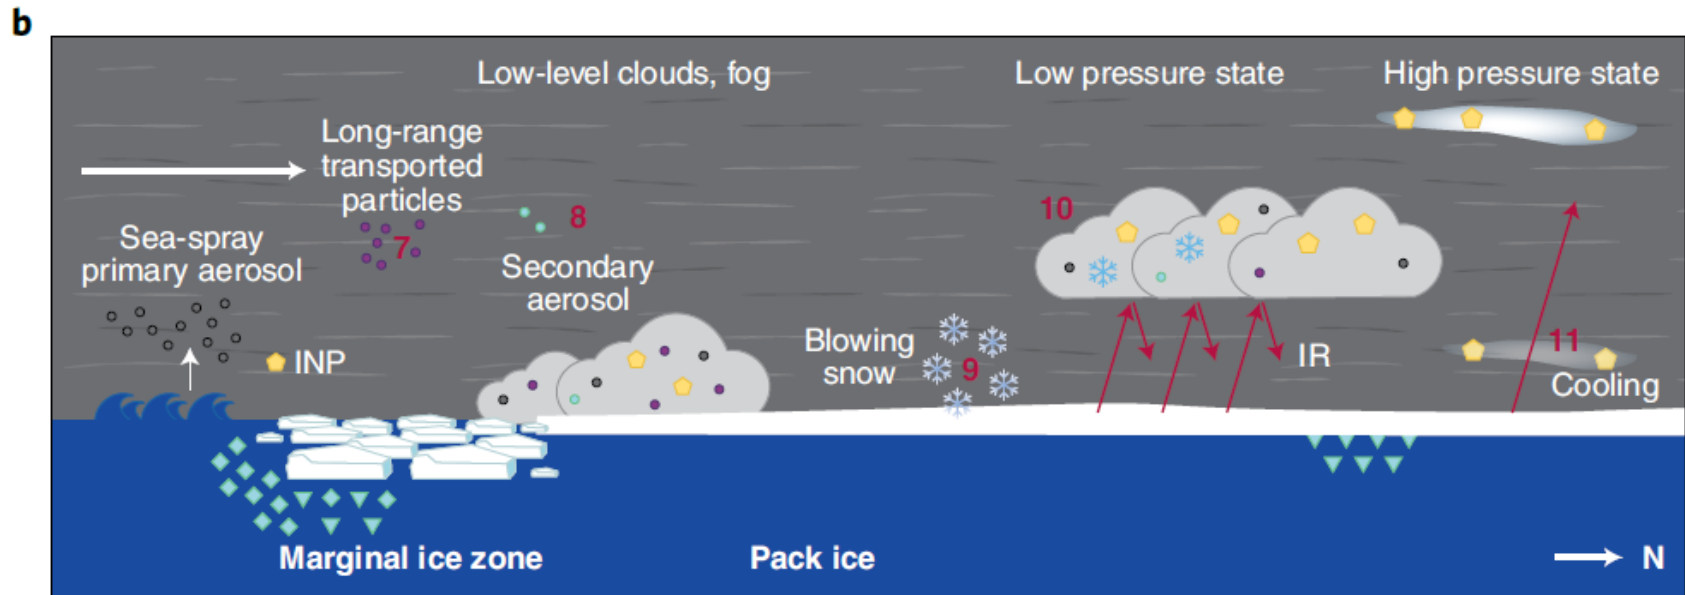 b
Low-level clouds, fog
Low pressure state
High pressure state
Long-range
transported
particles
7
8
Sea-spray
primary aerosol
Secondary
aerosol
INP
10
Blowing
snow
9
IR
11
Cooling
Marginal ice zone
Pack ice
N